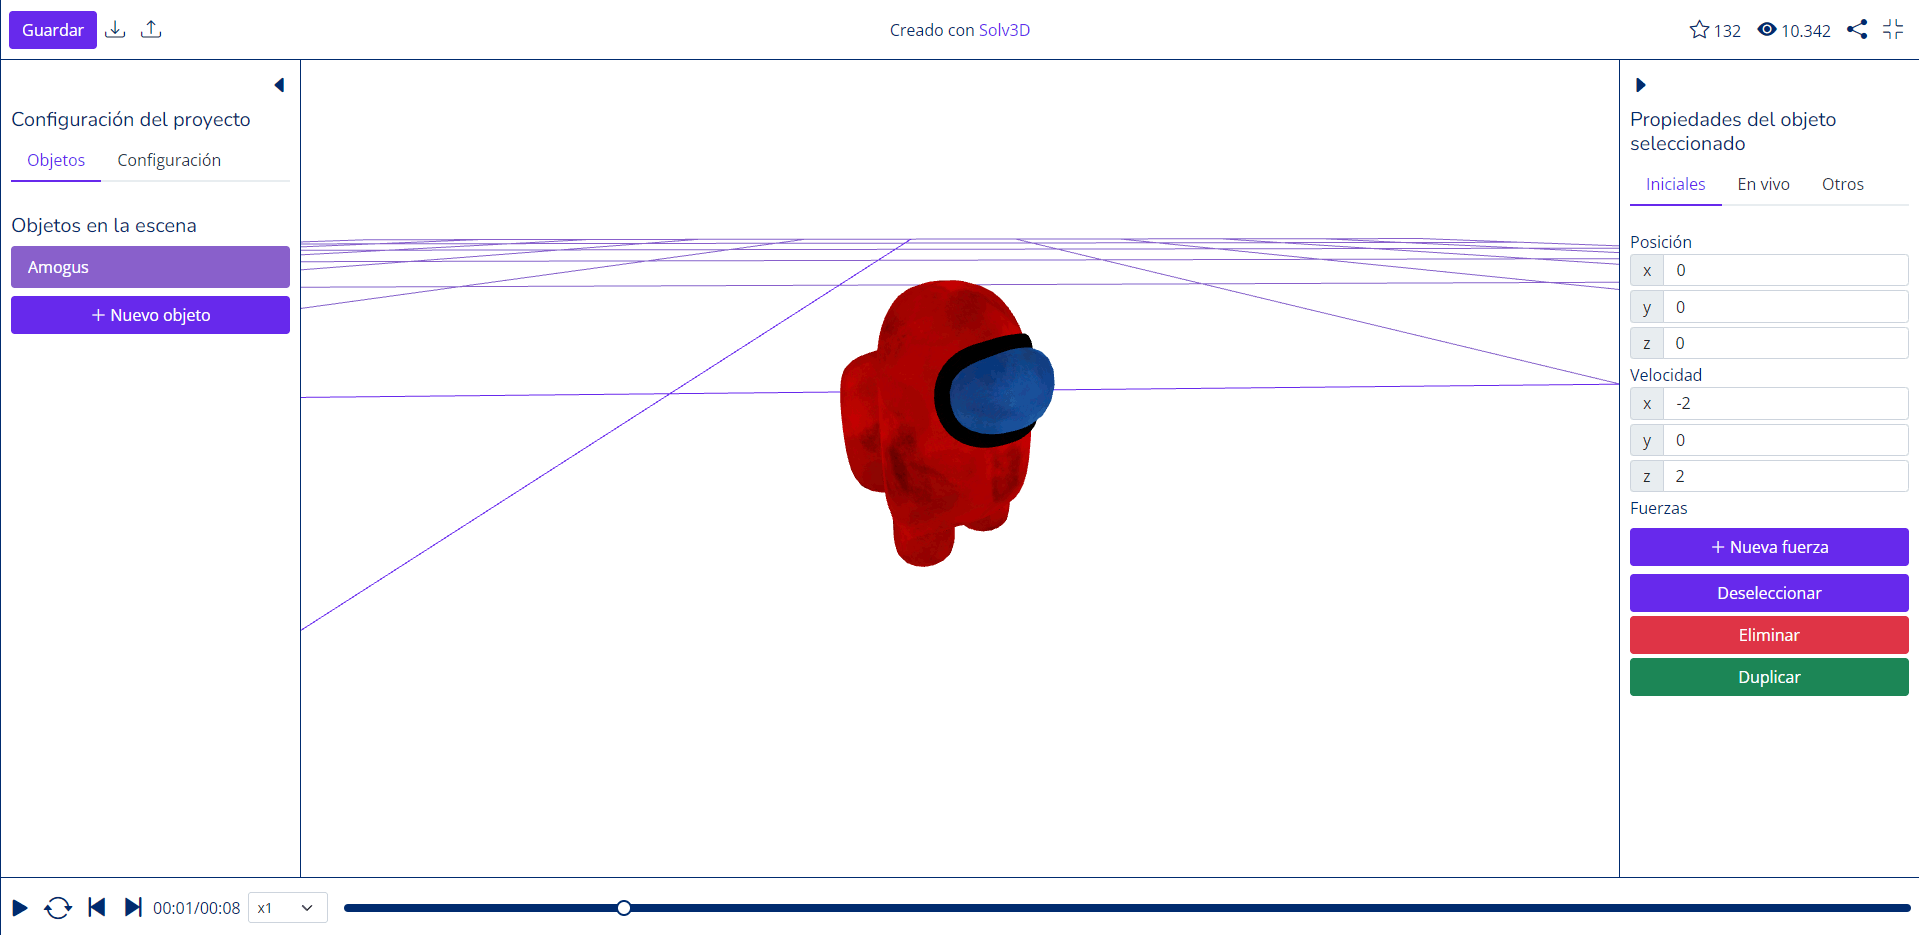 Guardar
Creado con Solv3D
132
10.342
Configuración del proyecto
Objetos
Configuración
Objetos en la escena
Amogus
+ Nuevo objeto
Propiedades del objeto
seleccionado
Iniciales
En vivo
Otros
Posición
x 0
y 0
z 0
Velocidad
x -2
y 0
z 2
Fuerzas
+ Nueva fuerza
Deseleccionar
Eliminar
Duplicar
00:01/00:08
x1